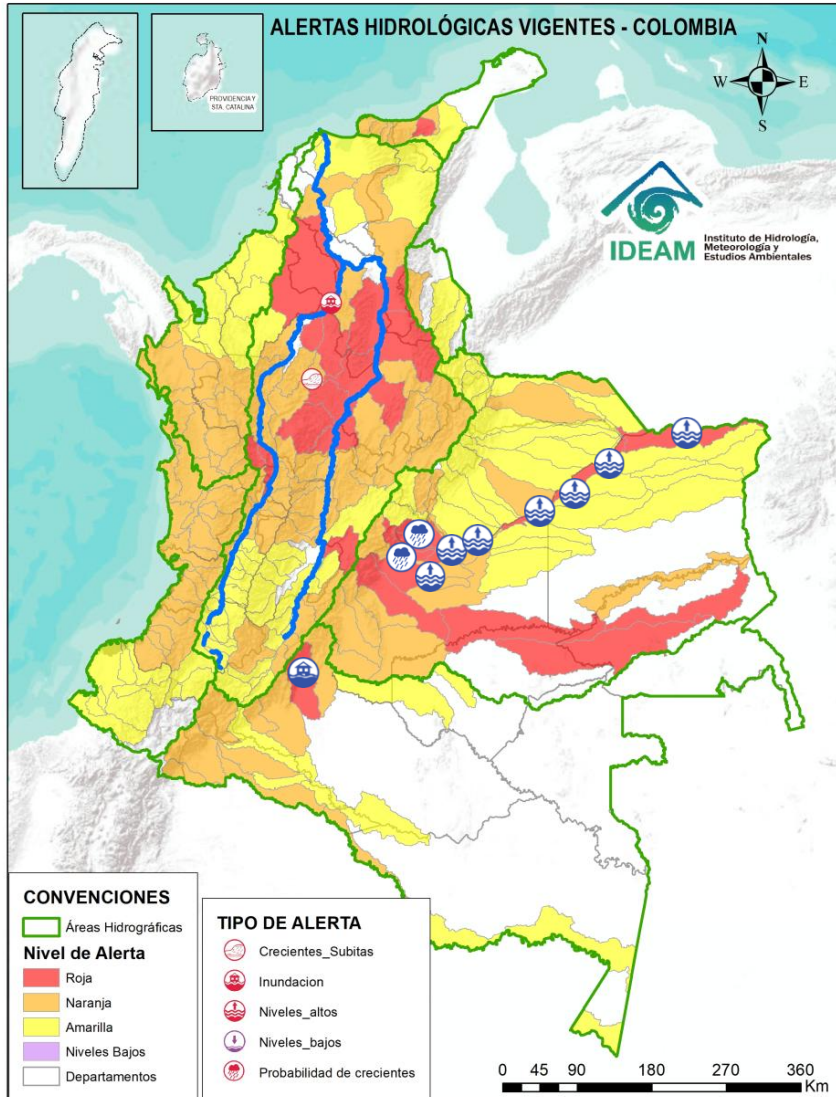 ALERTAS HIDROLÓGICAS VIGENTES - COLOMBIA
PROVIDENCIA Y
STA. CATALINA
N
W
E
S
IDEAM
Instituto de Hidrología,
Meteorología y
Estudios Ambientales
CONVENCIONES
Áreas Hidrográficas
Nivel de Alerta
Roja
Naranja
Amarilla
Niveles Bajos
Departamentos
TIPO DE ALERTA
Crecientes_Subitas
Inundacion
Niveles_altos
Niveles_bajos
Probabilidad de crecientes
0 45 90 180 270 360
Km